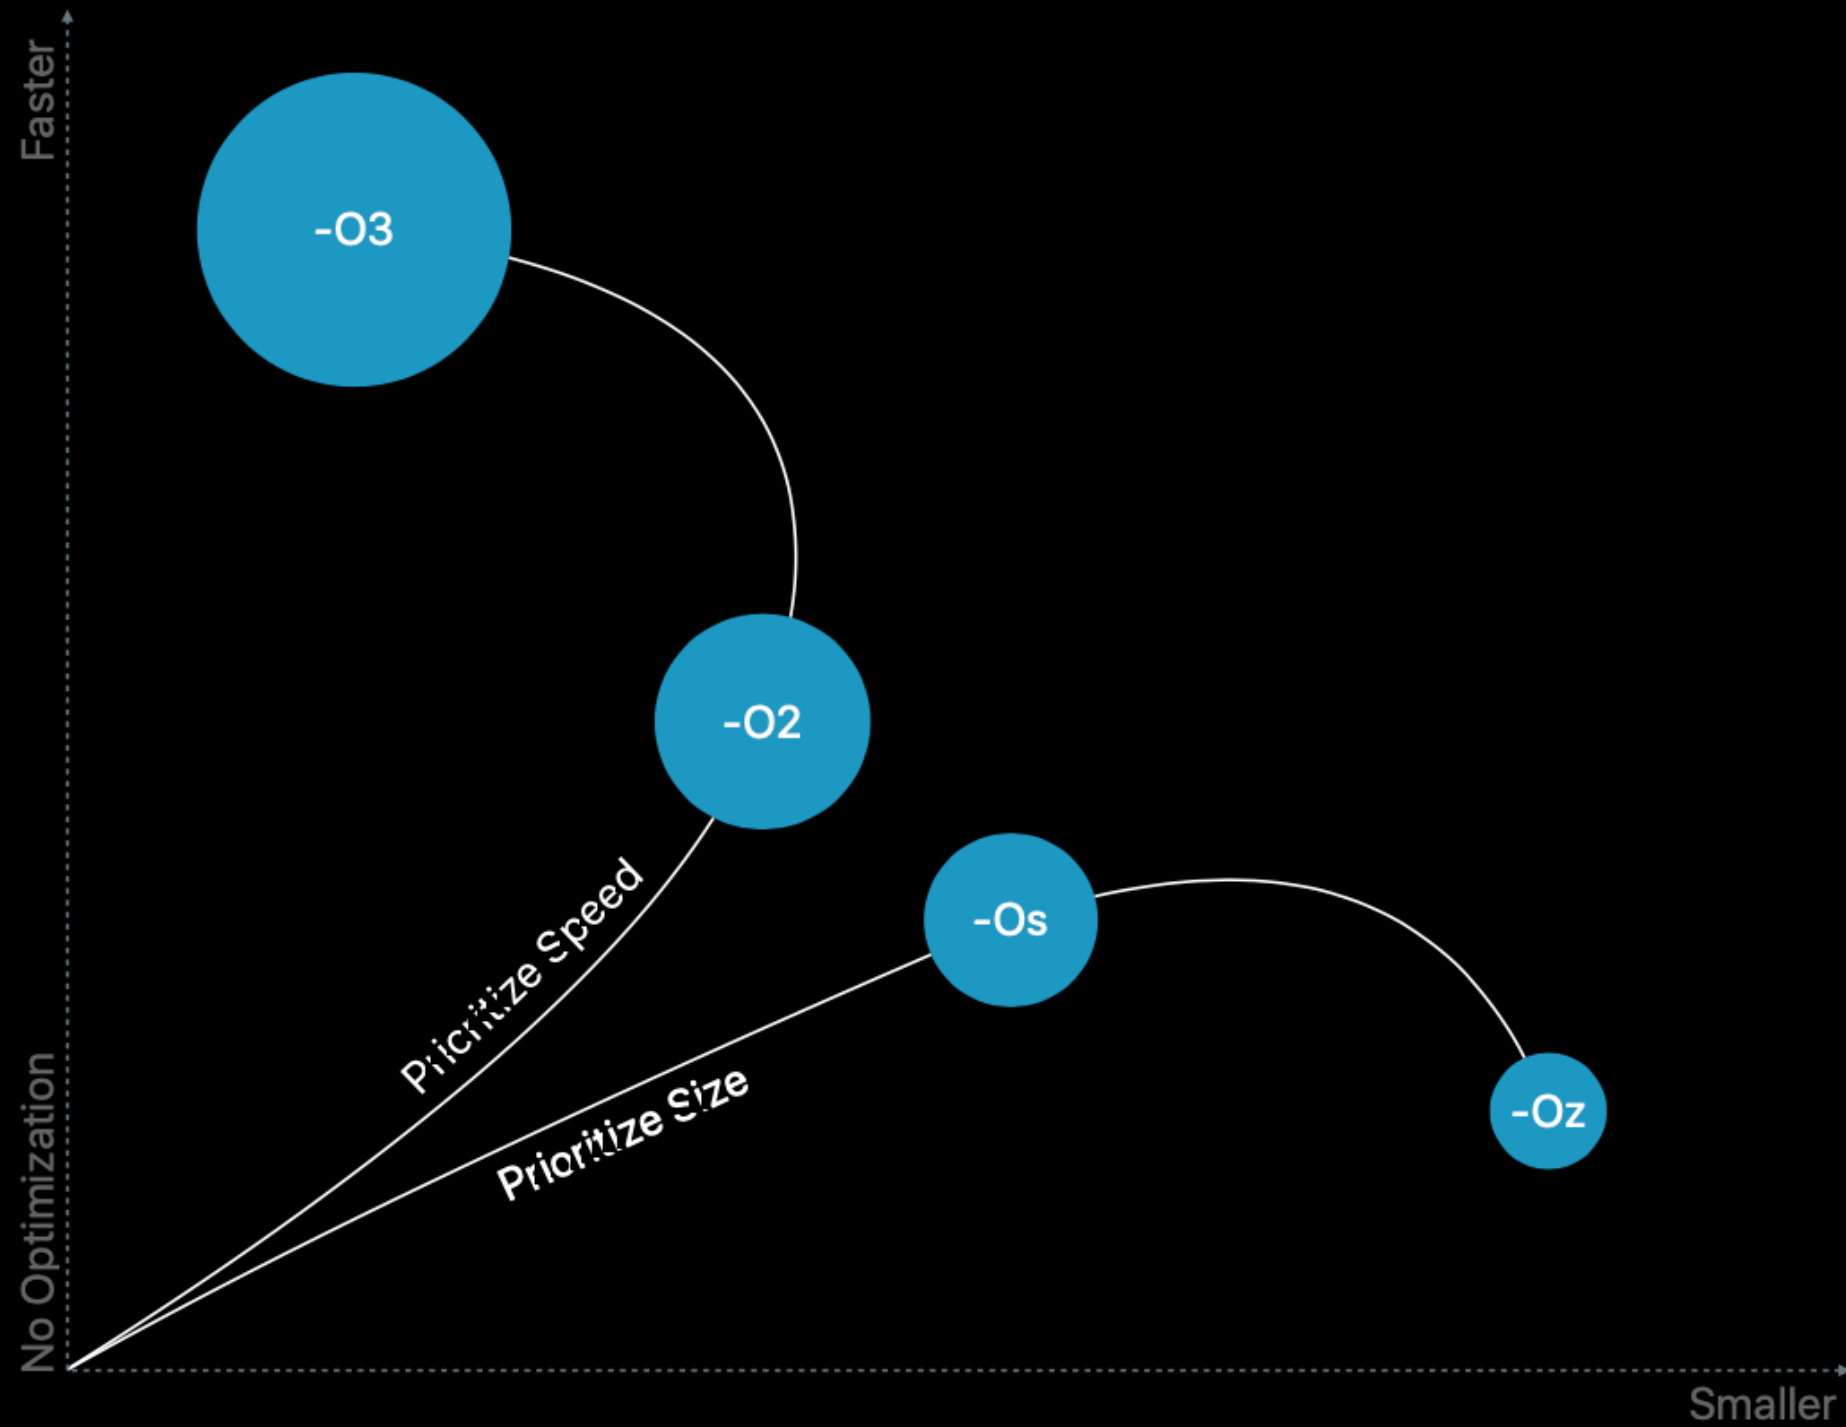 Faster
-O3
-O2
Prioritize Speed
-Os
Prioritize Size
-Oz
No Optimization
Smaller